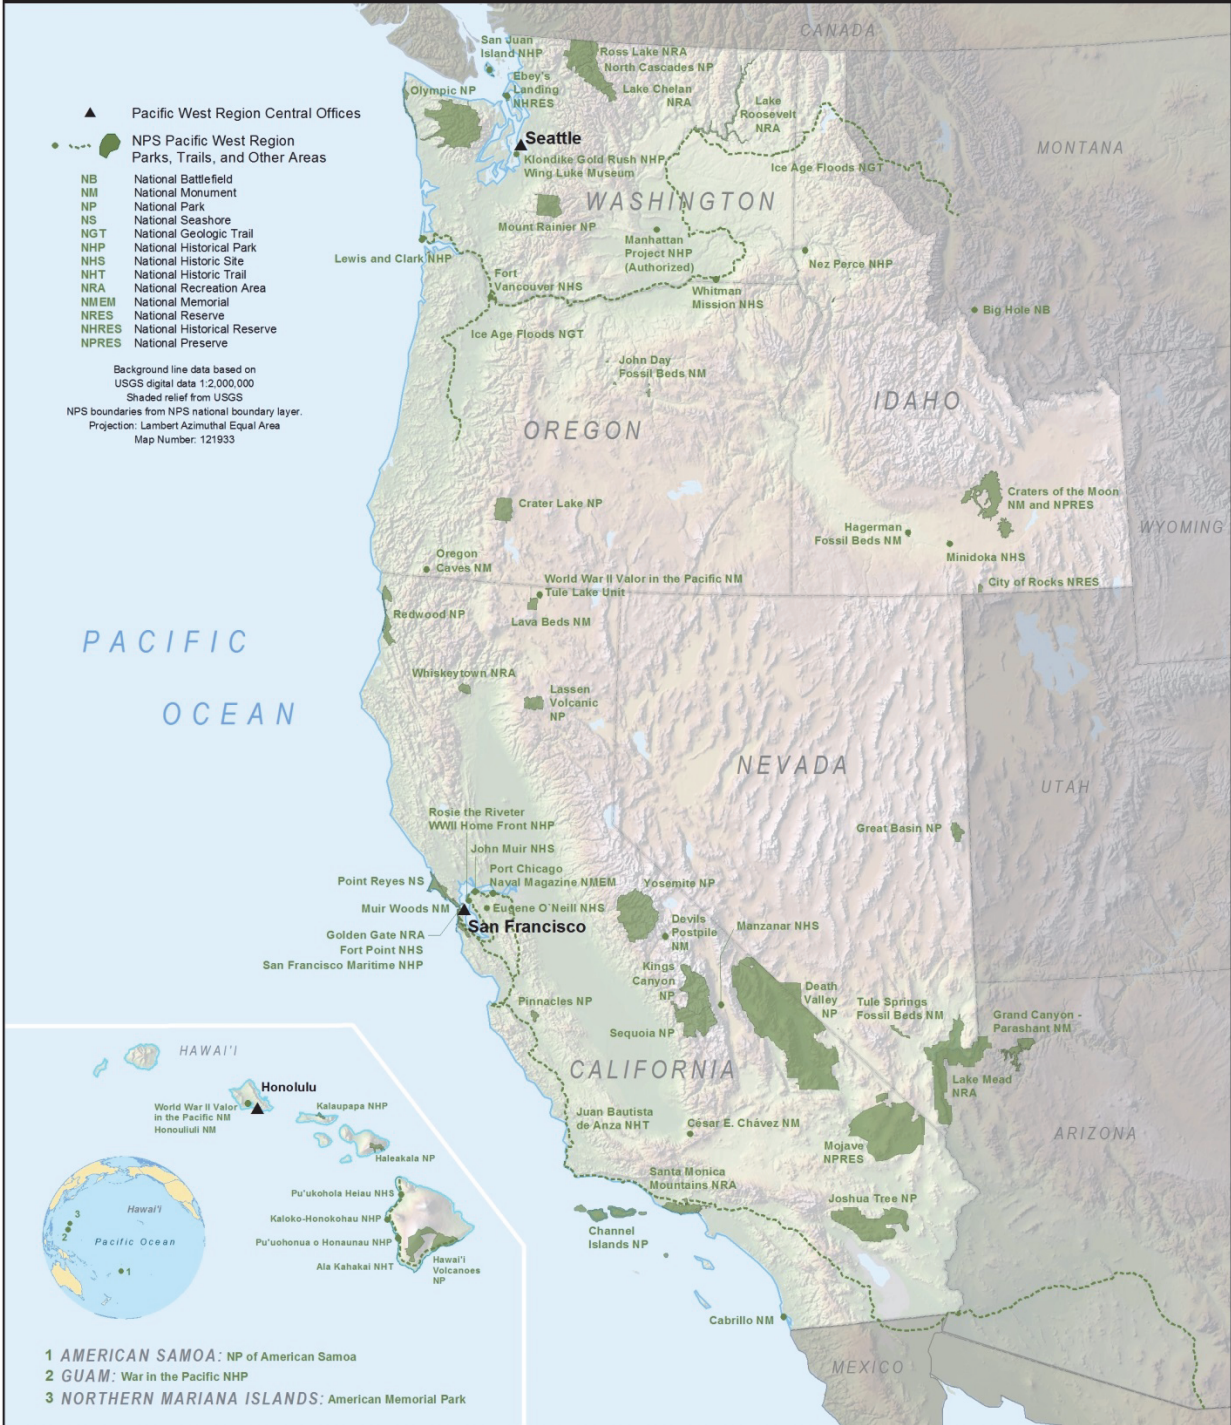 CANADA
San Juan
Island NHP
Ross Lake NRA
North Cascades NP
Lake Chelan
NRA
Ebey's
Landing
NHRES
Olympic NP
Lake
Roosevelt
NRA
Pacific West Region Central Offices
NPS Pacific West Region
Parks, Trails, and Other Areas
Seattle
Klondike Gold Rush NHP
Wing Luke Museum
Ice Age Floods NGT
MONTANA
NB National Battlefield
NM National Monument
NP National Park
NS National Seashore
NGT National Geologic Trail
NHP National Historical Park
NHS National Historic Site
NHT National Historic Trail
NRA National Recreation Area
NMEM National Memorial
NRES National Reserve
NHRES National Historical Reserve
NPRES National Preserve
WASHINGTON
Mount Rainier NP
Manhattan
Project NHP
(Authorized)
Nez Perce NHP
Lewis and Clark NHP
Fort
Vancouver NHS
Whitman
Mission NHS
Big Hole NB
Ice Age Floods NGT
Background line data based on
USGS digital data 1:2,000,000
Shaded relief from USGS
NPS boundaries from NPS national boundary layer.
Projection: Lambert Azimuthal Equal Area
Map Number: 121933
John Day
Fossil Beds NM
IDAHO
OREGON
Crater Lake NP
Craters of the Moon
NM and NPRES
WYOMING
Hagerman
Fossil Beds NM
Minidoka NHS
City of Rocks NRES
Oregon
Caves NM
World War II Valor in the Pacific NM
Tule Lake Unit
Lava Beds NM
Redwood NP
PACIFIC
OCEAN
Whiskeytown NRA
Lassen
Volcanic
NP
NEVADA
UTAH
Great Basin NP
Rosie the Riveter
WWII Home Front NHP
John Muir NHS
Port Chicago
Naval Magazine NMEM
Point Reyes NS
Muir Woods NM
Eugene O'Neill NHS
San Francisco
Golden Gate NRA
Fort Point NHS
San Francisco Maritime NHP
Yosemite NP
Devils
Postpile
NM
Manzanar NHS
Kings
Canyon
NP
Sequoia NP
Death
Valley
NP
Tule Springs
Fossil Beds NM
Grand Canyon -
Parashant NM
Lake Mead
NRA
Pinnacles NP
CALIFORNIA
Juan Bautista
de Anza NHT
César E. Chávez NM
Mojave
NPRES
ARIZONA
Santa Monica
Mountains NRA
Joshua Tree NP
Channel
Islands NP
Cabrillo NM
MEXICO
HAWAI'I
Honolulu
World War II Valor
in the Pacific NM
Honouliuli NM
Kalaupapa NHP
Haleakala NP
Pu'ukohola Heiau NHS
Kaloko-Honokohau NHP
Pu'uohonua o Honaunau NHP
Ala Kahakai NHT
Hawai'i
Volcanoes
NP
Hawai'i
Pacific Ocean
3
2
1
1 AMERICAN SAMOA: NP of American Samoa
2 GUAM: War in the Pacific NHP
3 NORTHERN MARIANA ISLANDS: American Memorial Park